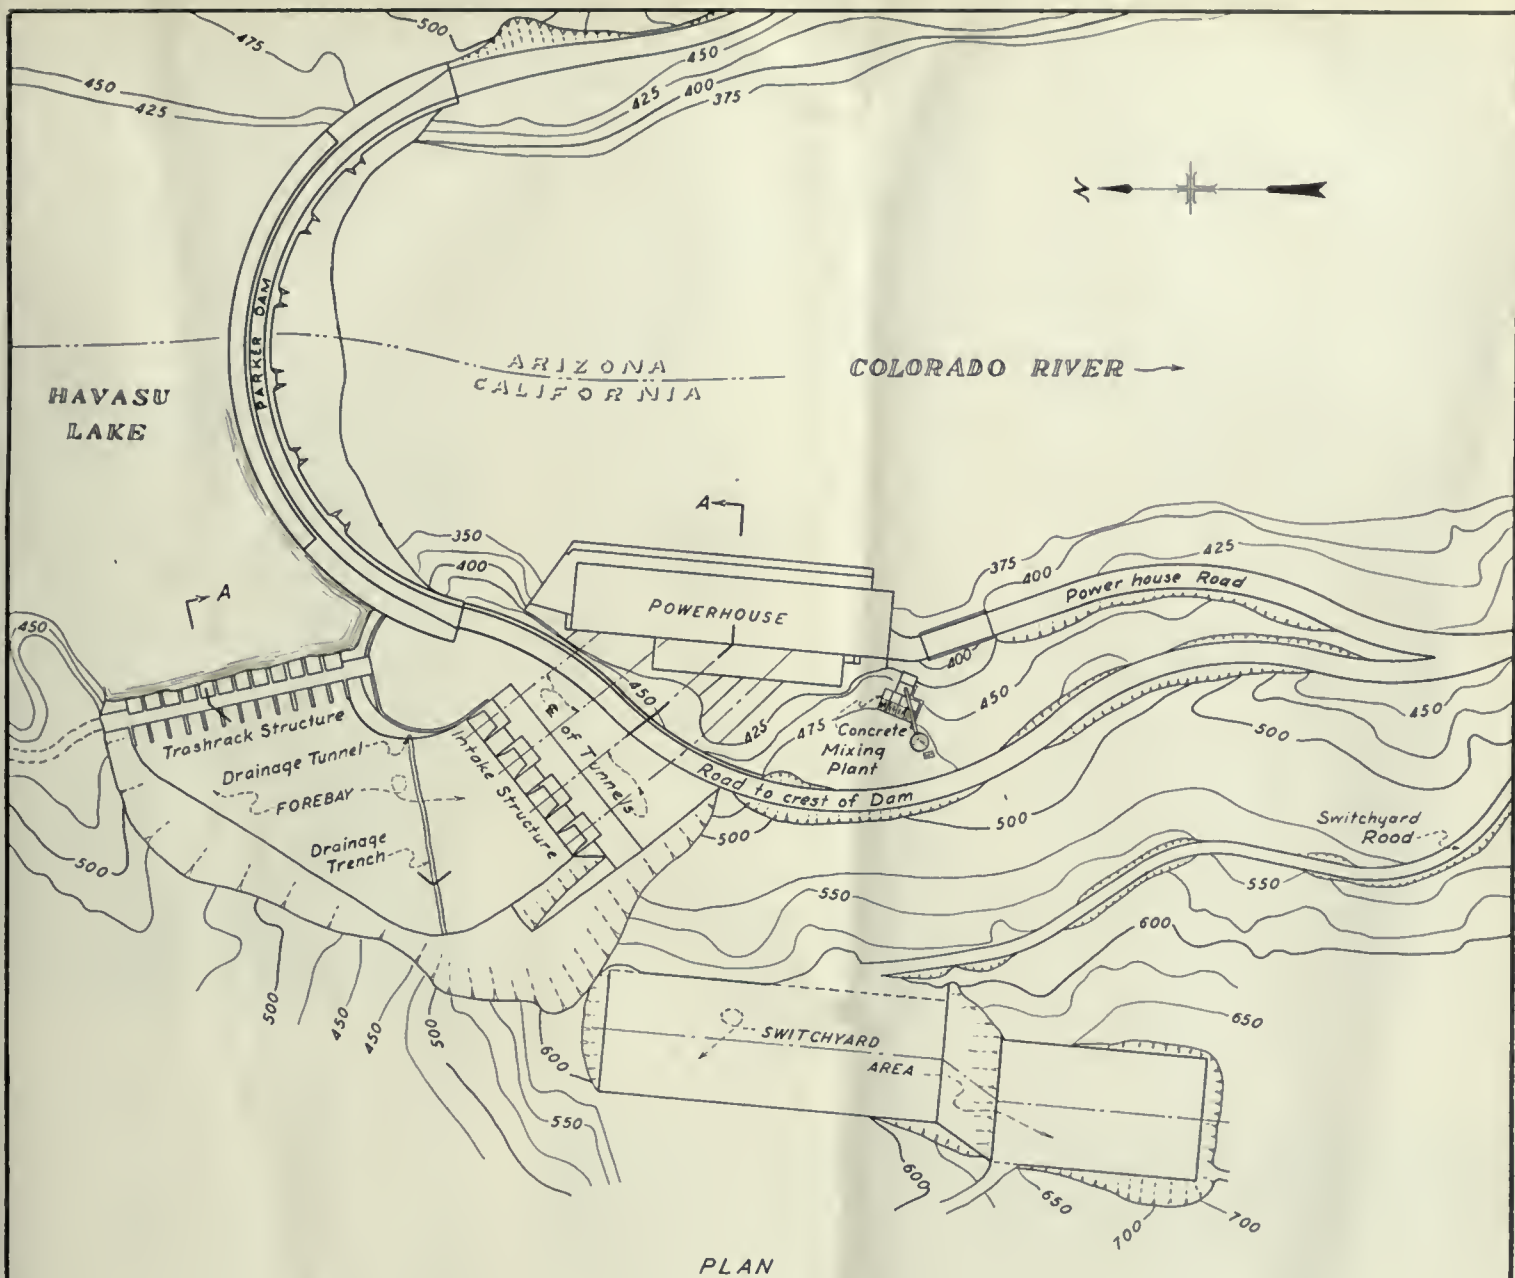 500
475
450
425
450
425
400
375
N
PARKER DAM
ARIZONA
CALIFORNIA
COLORADO RIVER
HAVASU
LAKE
A
350
400
A
POWERHOUSE
375
400
425
Power house Road
400
450
450
Trashrack Structure
Drainage Tunnel
FOREBAY
Drainage
Trench
Intake Structure
℄ of Tunnels
450
425
475
Concrete
Mixing
Plant
450
500
Road to crest of Dam
500
500
500
Switchyard
Road
550
550
600
500
450
450
500
600
550
SWITCHYARD
AREA
650
600
650
700
700
PLAN